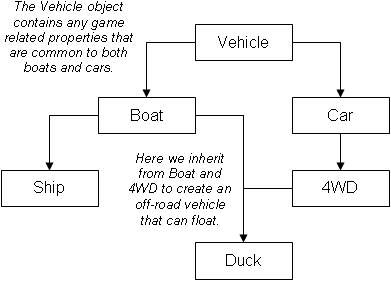 The Vehicle object
contains any game
related properties that
are common to both
boats and cars.
Vehicle
Boat
Car
Here we inherit
from Boat and
4WD to create an
off-road vehicle
that can float.
Ship
4WD
Duck